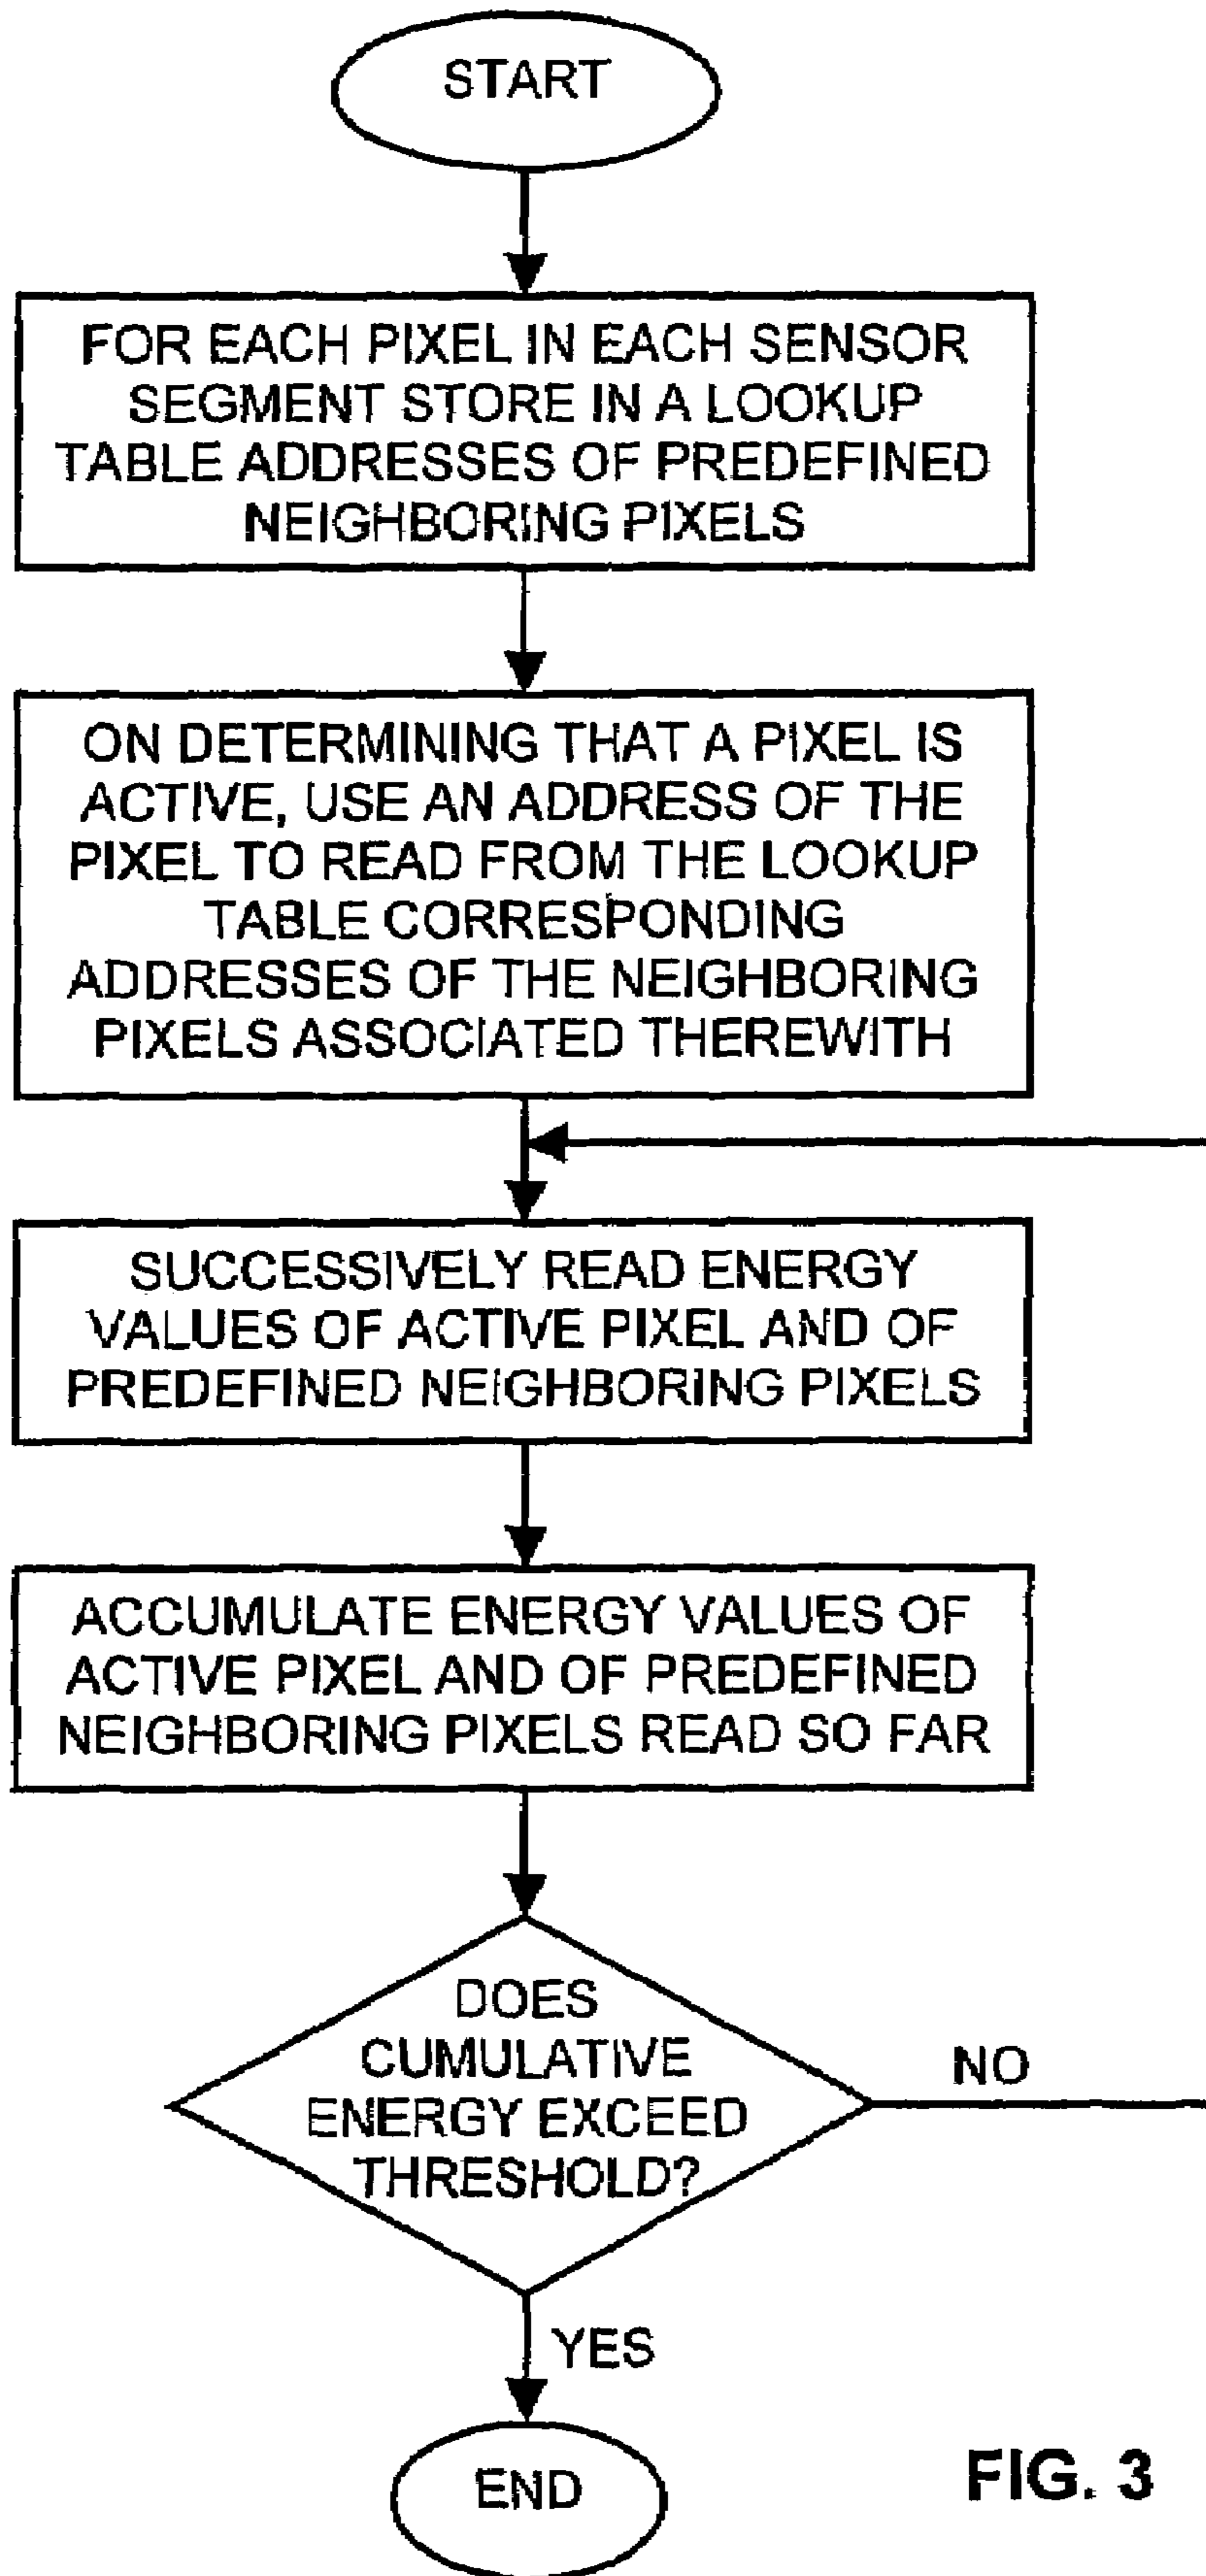 START
FOR EACH PIXEL IN EACH SENSOR
SEGMENT STORE IN A LOOKUP
TABLE ADDRESSES OF PREDEFINED
NEIGHBORING PIXELS
ON DETERMINING THAT A PIXEL IS
ACTIVE, USE AN ADDRESS OF THE
PIXEL TO READ FROM THE LOOKUP
TABLE CORRESPONDING
ADDRESSES OF THE NEIGHBORING
PIXELS ASSOCIATED THEREWITH
SUCCESSIVELY READ ENERGY
VALUES OF ACTIVE PIXEL AND OF
PREDEFINED NEIGHBORING PIXELS
ACCUMULATE ENERGY VALUES OF
ACTIVE PIXEL AND OF PREDEFINED
NEIGHBORING PIXELS READ SO FAR
DOES
CUMULATIVE
ENERGY EXCEED
THRESHOLD?
NO
YES
END
FIG. 3